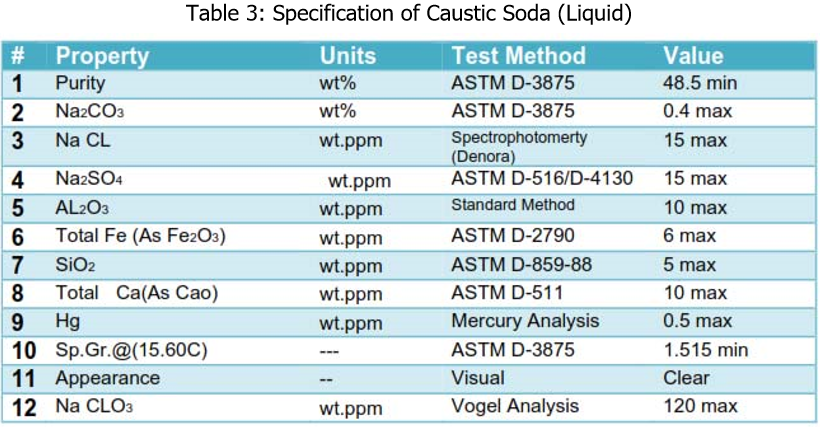 Table 3: Specification of Caustic Soda (Liquid)
# Property Units Test Method Value
1 Purity wt% ASTM D-3875 48.5 min
2 Na2CO3 wt% ASTM D-3875 0.4 max
3 Na CL wt.ppm Spectrophotomerty 15 max
(Denora)
4 Na2SO4 wt.ppm ASTM D-516/D-4130 15 max
5 AL2O3 wt.ppm Standard Method 10 max
6 Total Fe (As Fe2O3) wt.ppm ASTM D-2790 6 max
7 SiO2 wt.ppm ASTM D-859-88 5 max
8 Total Ca(As Cao) wt.ppm ASTM D-511 10 max
9 Hg wt.ppm Mercury Analysis 0.5 max
10 Sp.Gr.@(15.60C) --- ASTM D-3875 1.515 min
11 Appearance -- Visual Clear
12 Na CLO3 wt.ppm Vogel Analysis 120 max